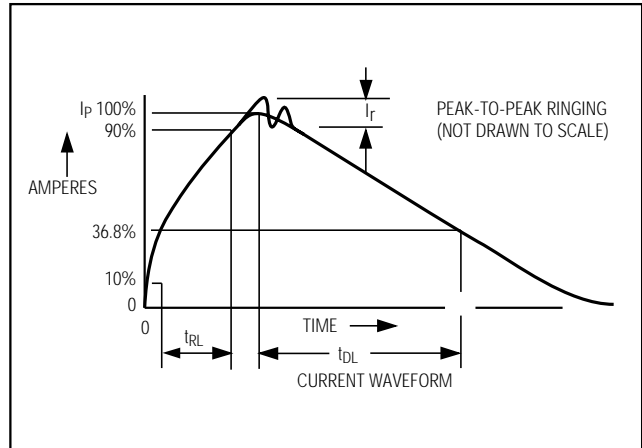 Ip 100%
90%
AMPERES
36.8%
10%
0
0
tRL
TIME
tDL
CURRENT WAVEFORM
Ir
PEAK-TO-PEAK RINGING
(NOT DRAWN TO SCALE)